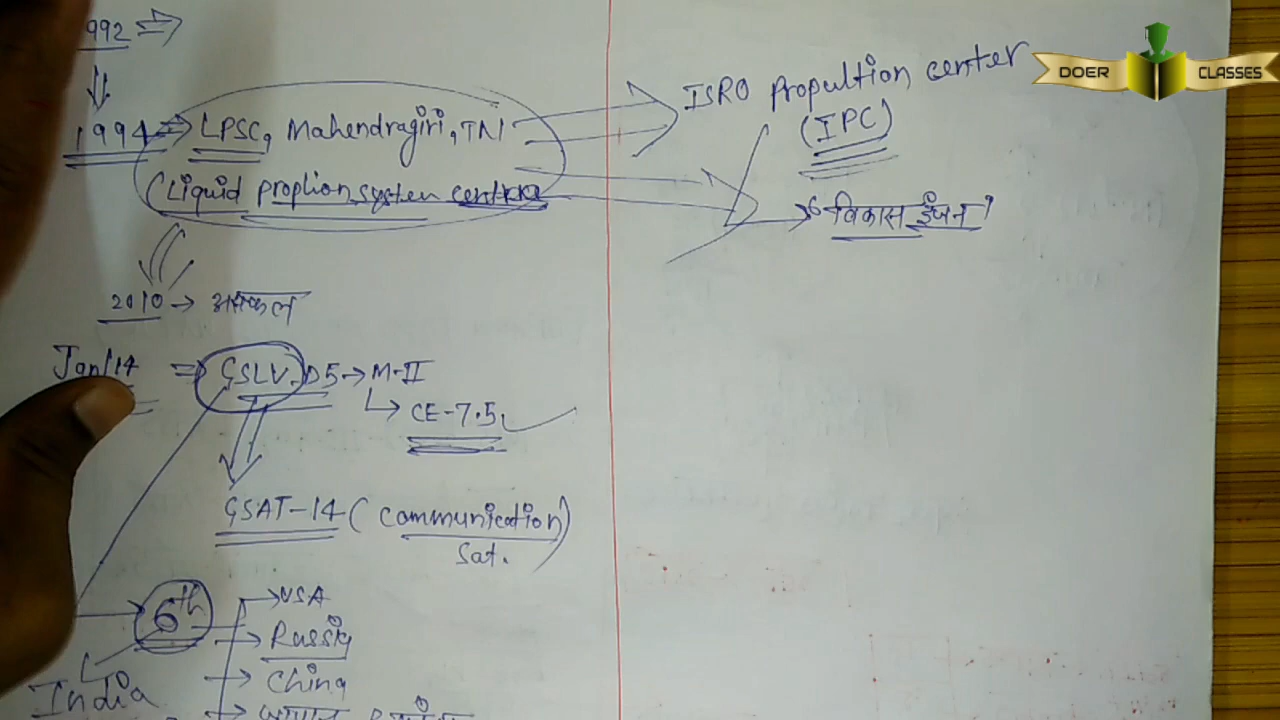 992 ⇒
1994 ⇒ LPSC, Mahendragiri, TN
(Liquid proplion system centre
ISRO Propultion center
(IPC)
"विकास इंजन"
2010 → असफल
Jan/14 ⇒ GSLV-D5 → M-II
CE-7.5
GSAT-14 (communication)
Sat.
6th
India
USA
Russia
China
DOER CLASSES